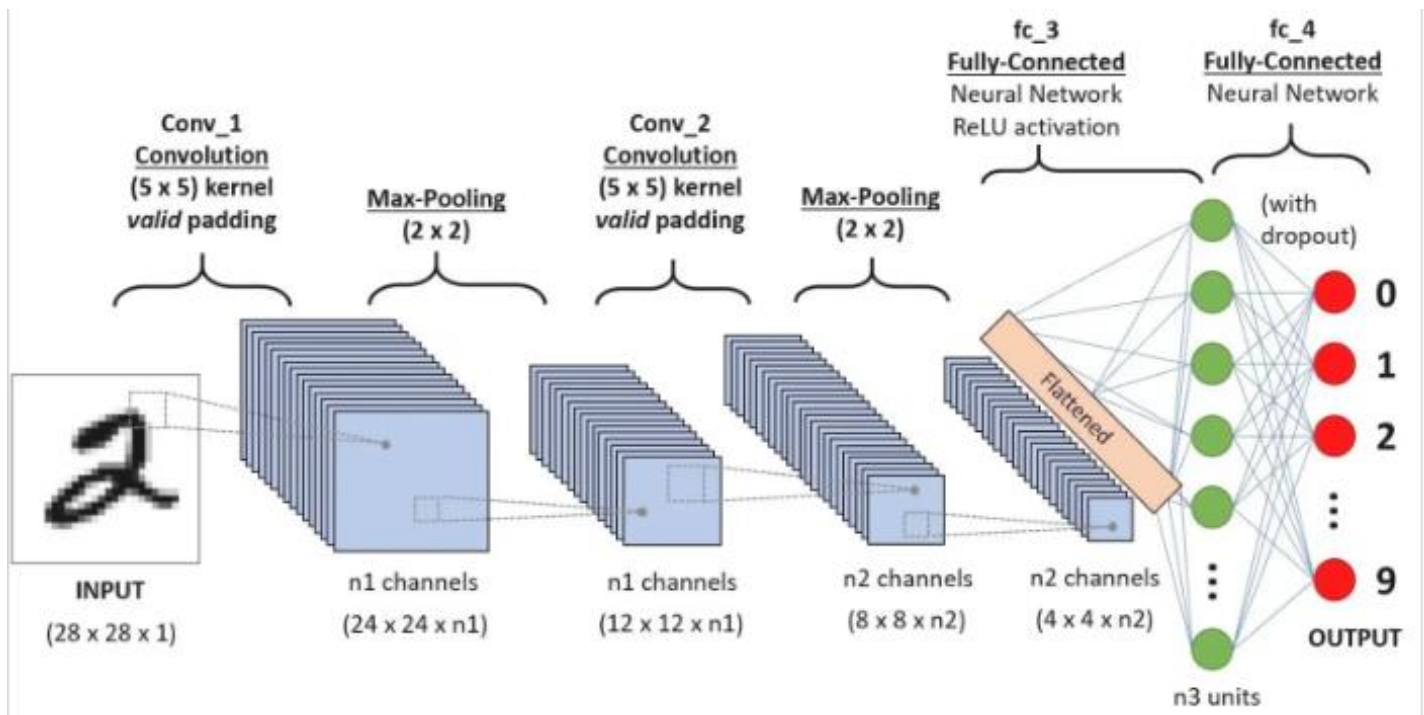 Conv_1
Convolution
(5 x 5) kernel
valid padding
Max-Pooling
(2 x 2)
Conv_2
Convolution
(5 x 5) kernel
valid padding
Max-Pooling
(2 x 2)
fc_3
Fully-Connected
Neural Network
ReLU activation
fc_4
Fully-Connected
Neural Network
(with
dropout)
Flattened
0
1
2
⋮
9
OUTPUT
INPUT
(28 x 28 x 1)
n1 channels
(24 x 24 x n1)
n1 channels
(12 x 12 x n1)
n2 channels
(8 x 8 x n2)
n2 channels
(4 x 4 x n2)
n3 units
2